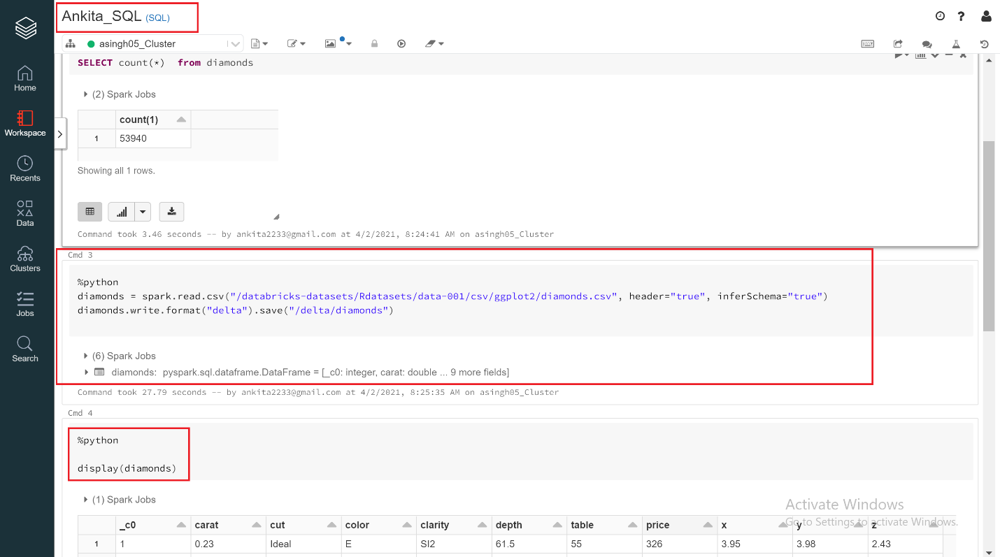 Ankita_SQL (SQL)
asingh05_Cluster
Home
Workspace
Recents
Data
Clusters
Jobs
Search
SELECT count(*)  from diamonds
(2) Spark Jobs
count(1)
1 53940
Showing all 1 rows.
Command took 3.46 seconds -- by ankita2233@gmail.com at 4/2/2021, 8:24:41 AM on asingh05_Cluster
Cmd 3
%python
diamonds = spark.read.csv("/databricks-datasets/Rdatasets/data-001/csv/ggplot2/diamonds.csv", header="true", inferSchema="true")
diamonds.write.format("delta").save("/delta/diamonds")
(6) Spark Jobs
diamonds: pyspark.sql.dataframe.DataFrame = [_c0: integer, carat: double ... 9 more fields]
Command took 27.79 seconds -- by ankita2233@gmail.com at 4/2/2021, 8:25:35 AM on asingh05_Cluster
Cmd 4
%python
display(diamonds)
(1) Spark Jobs
_c0 carat cut color clarity depth table price x y z
1 1 0.23 Ideal E SI2 61.5 55 326 3.95 3.98 2.43
Activate Windows
Go to Settings to activate Windows.